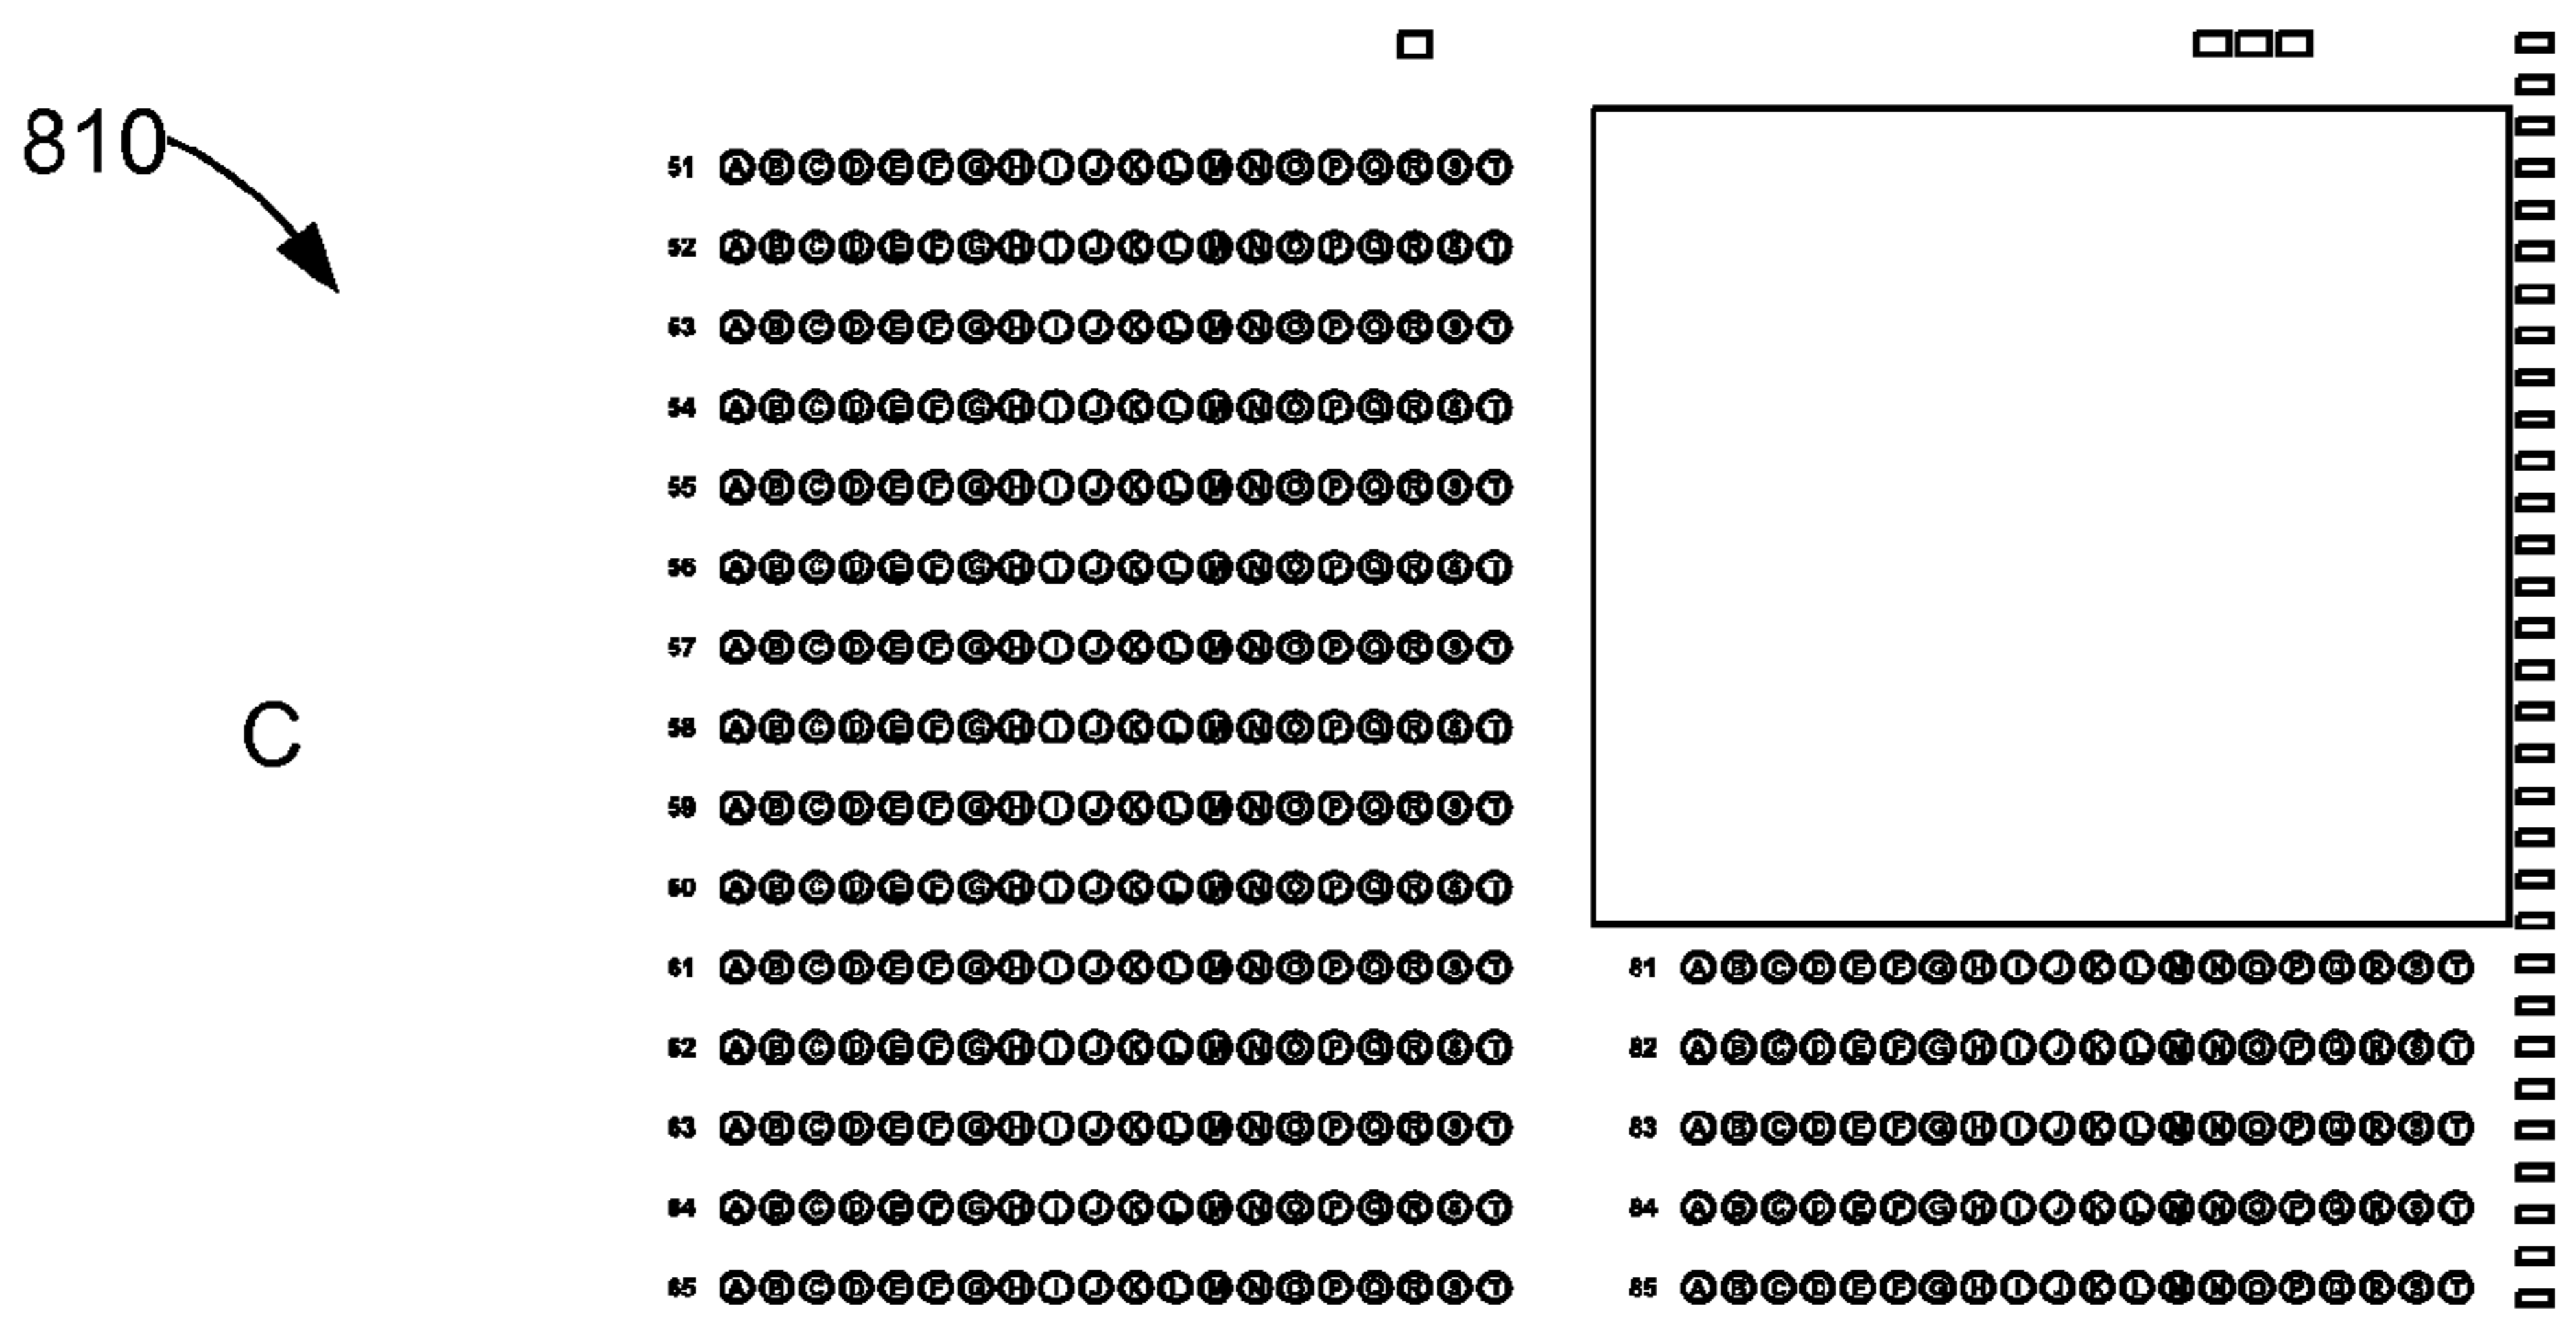 810
51 A B C D E F G H I J K L M N O P Q R S T
52 A B C D E F G H I J K L M N O P Q R S T
53 A B C D E F G H I J K L M N O P Q R S T
54 A B C D E F G H I J K L M N O P Q R S T
55 A B C D E F G H I J K L M N O P Q R S T
56 A B C D E F G H I J K L M N O P Q R S T
57 A B C D E F G H I J K L M N O P Q R S T
C
58 A B C D E F G H I J K L M N O P Q R S T
59 A B C D E F G H I J K L M N O P Q R S T
60 A B C D E F G H I J K L M N O P Q R S T
61 A B C D E F G H I J K L M N O P Q R S T
62 A B C D E F G H I J K L M N O P Q R S T
63 A B C D E F G H I J K L M N O P Q R S T
64 A B C D E F G H I J K L M N O P Q R S T
65 A B C D E F G H I J K L M N O P Q R S T
81 A B C D E F G H I J K L M N O P Q R S T
82 A B C D E F G H I J K L M N O P Q R S T
83 A B C D E F G H I J K L M N O P Q R S T
84 A B C D E F G H I J K L M N O P Q R S T
85 A B C D E F G H I J K L M N O P Q R S T